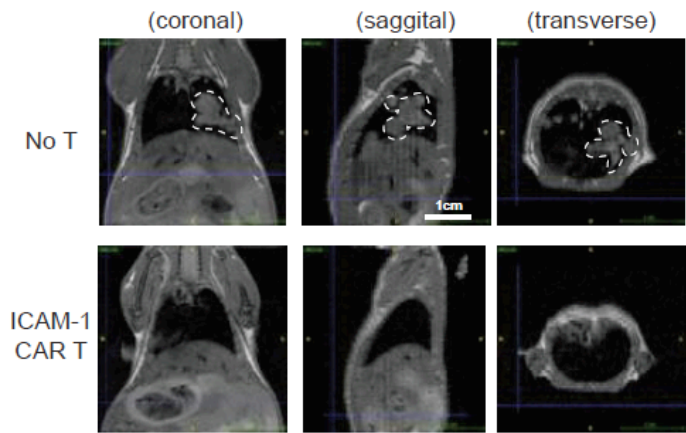 (coronal)
(saggital)
(transverse)
No T
1cm
ICAM-1
CAR T